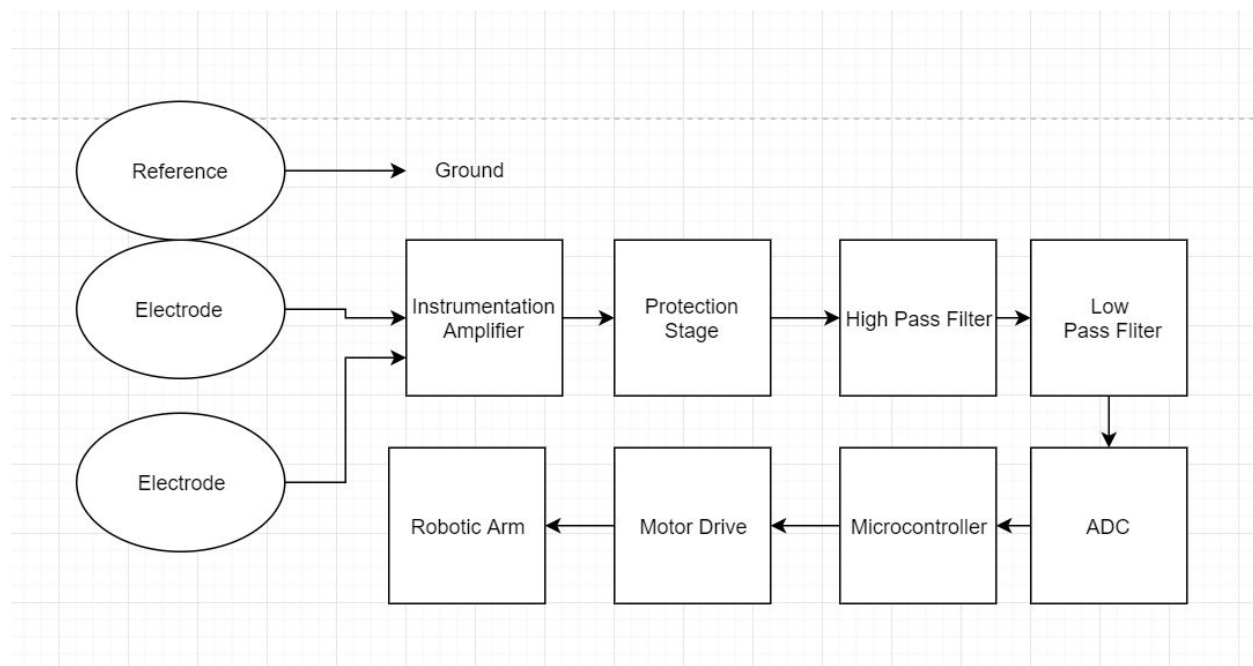 Reference
Ground
Electrode
Instrumentation
Amplifier
Protection
Stage
High Pass Filter
Low
Pass Fliter
Electrode
Robotic Arm
Motor Drive
Microcontroller
ADC